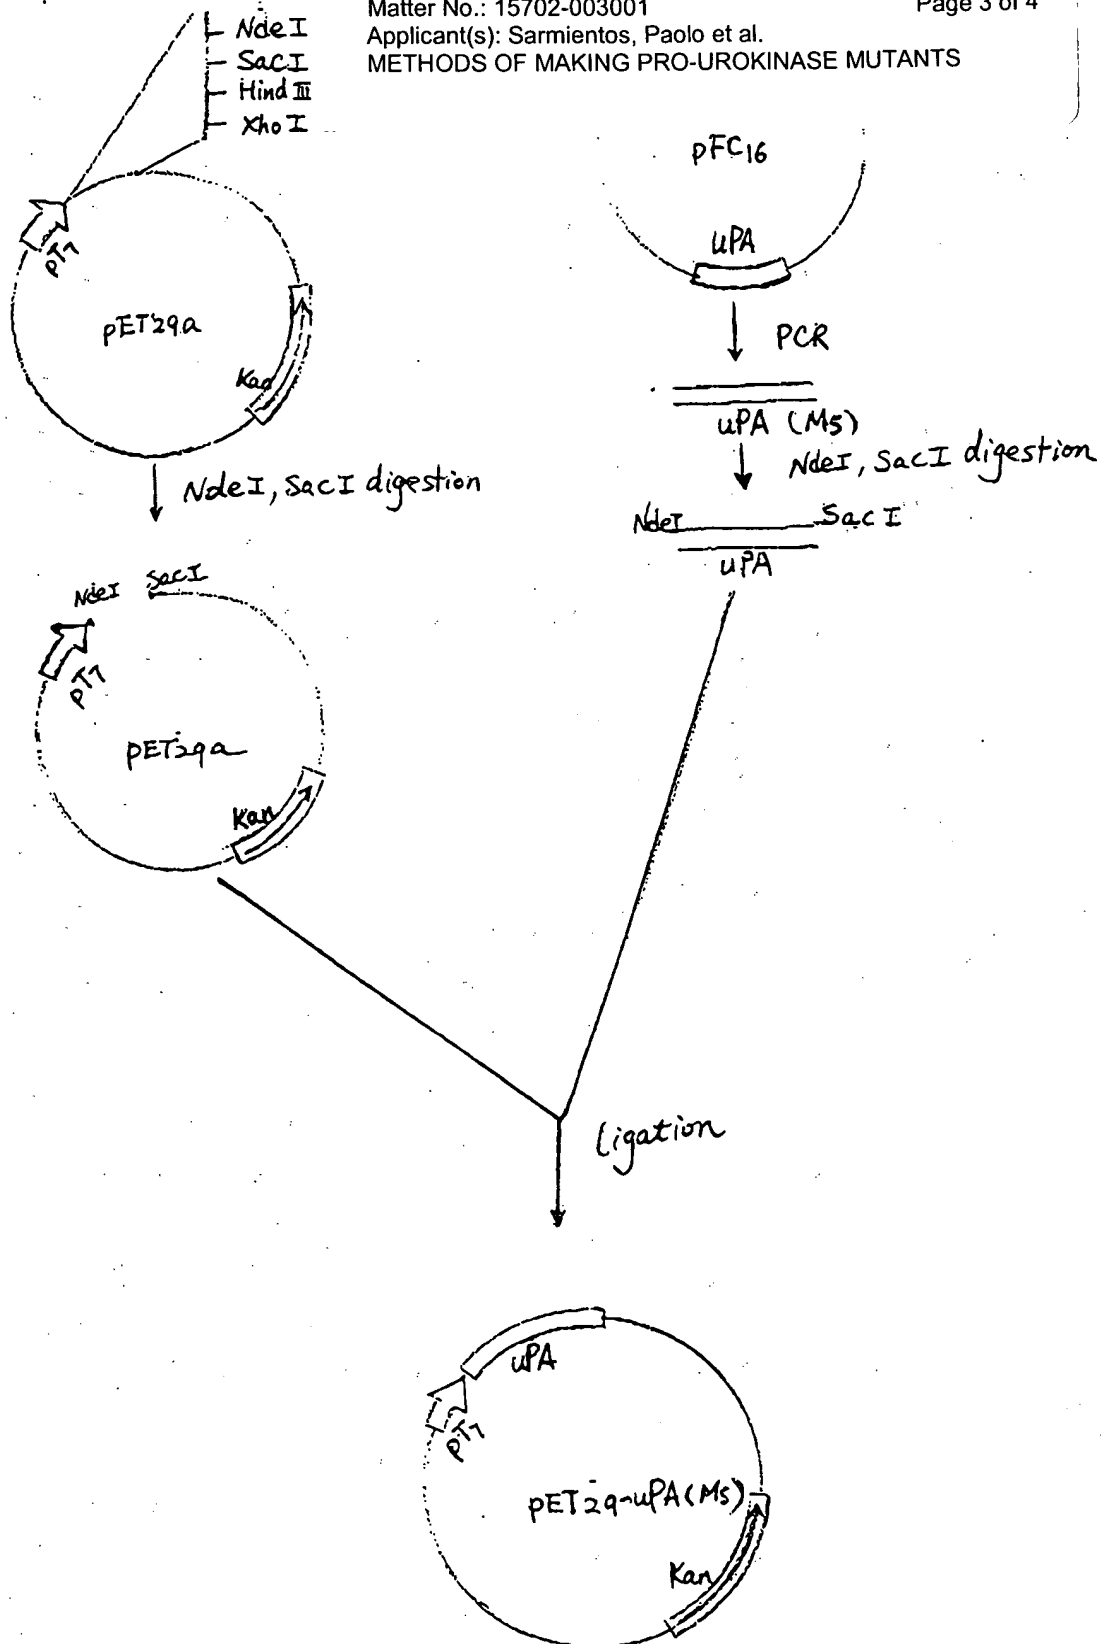 Matter No.: 15702-003001 Page 3 of 4
Applicant(s): Sarmientos, Paolo et al.
METHODS OF MAKING PRO-UROKINASE MUTANTS
NdeI
SacI
Hind III
XhoI
pT7
pET29a
Kan
NdeI, SacI digestion
pFC16
uPA
PCR
uPA (M5)
NdeI, SacI digestion
NdeI SacI
uPA
NdeI SacI
pT7
pET29a
Kan
ligation
uPA
pT7
pET29-uPA(M5)
Kan